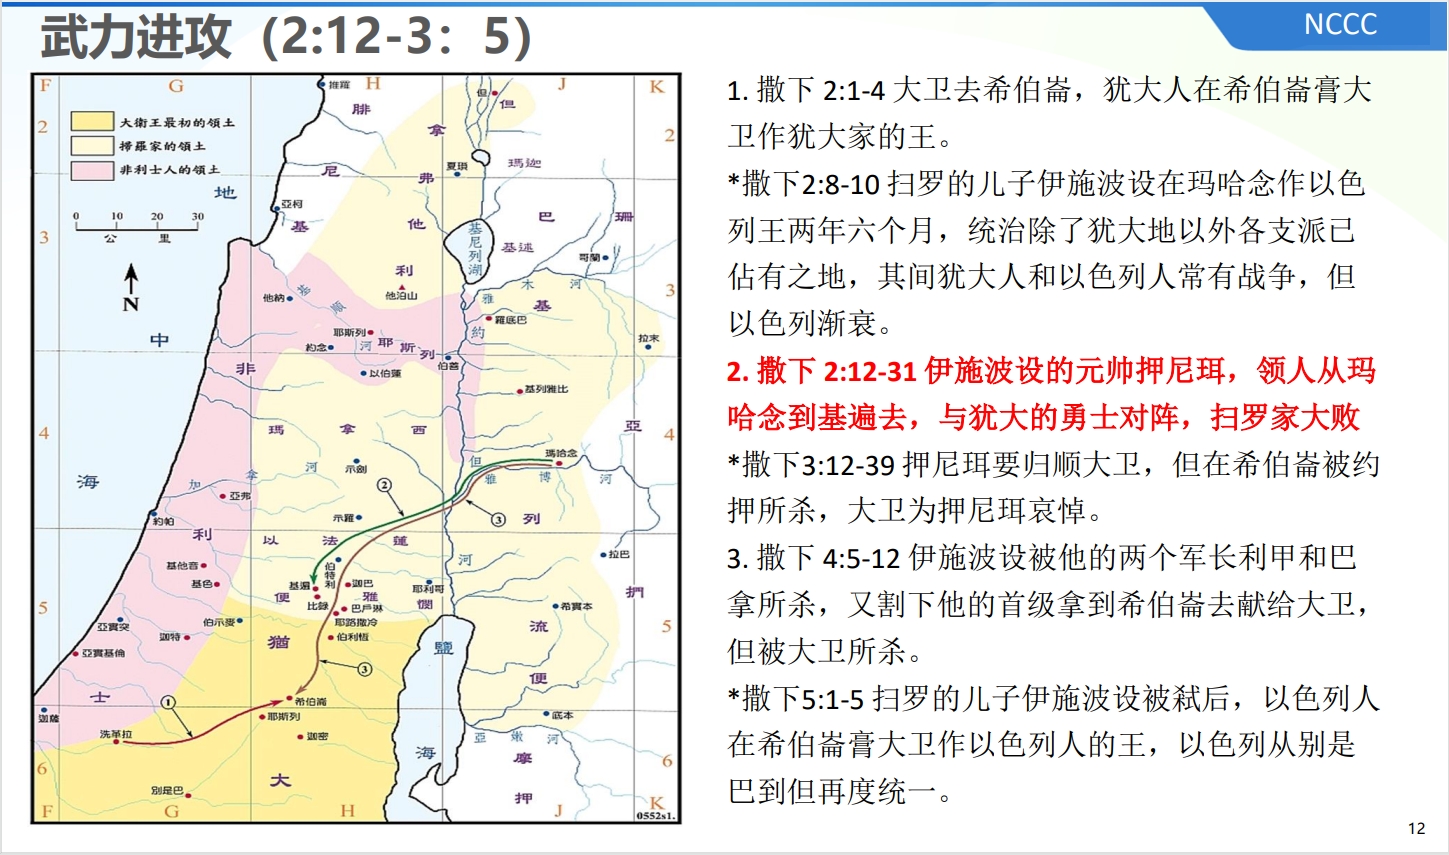 武力进攻（2:12-3：5）
NCCC
1. 撒下 2:1-4 大卫去希伯崙，犹大人在希伯崙膏大
卫作犹大家的王。
*撒下2:8-10 扫罗的儿子伊施波设在玛哈念作以色
列王两年六个月，统治除了犹大地以外各支派已
佔有之地，其间犹大人和以色列人常有战争，但
以色列渐衰。
2. 撒下 2:12-31 伊施波设的元帅押尼珥，领人从玛
哈念到基遍去，与犹大的勇士对阵，扫罗家大败
*撒下3:12-39 押尼珥要归顺大卫，但在希伯崙被约
押所杀，大卫为押尼珥哀悼。
3. 撒下 4:5-12 伊施波设被他的两个军长利甲和巴
拿所杀，又割下他的首级拿到希伯崙去献给大卫，
但被大卫所杀。
*撒下5:1-5 扫罗的儿子伊施波设被弑后，以色列人
在希伯崙膏大卫作以色列人的王，以色列从别是
巴到但再度统一。
12
F G H J K
大衛王最初的領土
掃羅家的領土
非利士人的領土
0 10 20 30
公 里
N
2
3
4
5
6
2
3
4
5
6
推羅
腓
尼
基
但
但
拿
弗
他
利
夏瑣
瑪迦
地
中
海
亞柯
巴
珊
基述
基尼列湖
哥蘭
他泊山
他納
雅
木
河
基
羅底巴
約
拉末
耶斯列
約念
河
耶
斯
列
伯善
以伯蓮
基列雅比
非
利
士
瑪
拿
西
亞
捫
瑪哈念
但
雅
博
河
示劍
加
拿
河
亞弗
約帕
②
③
示羅
列
以
法
蓮
河
拉巴
基他音
基色
伯特利
基遍
迦巴
耶利哥
便
雅
憫
比錄
巴戶琳
希實本
伯示麥
耶路撒冷
亞實突
迦特
猶
伯利恆
流
便
鹽
海
亞實基倫
③
①
希伯崙
迦薩
洗革拉
耶斯列
底本
迦密
亞
嫩
河
摩
押
大
別是巴
F G H J K
0552s1.